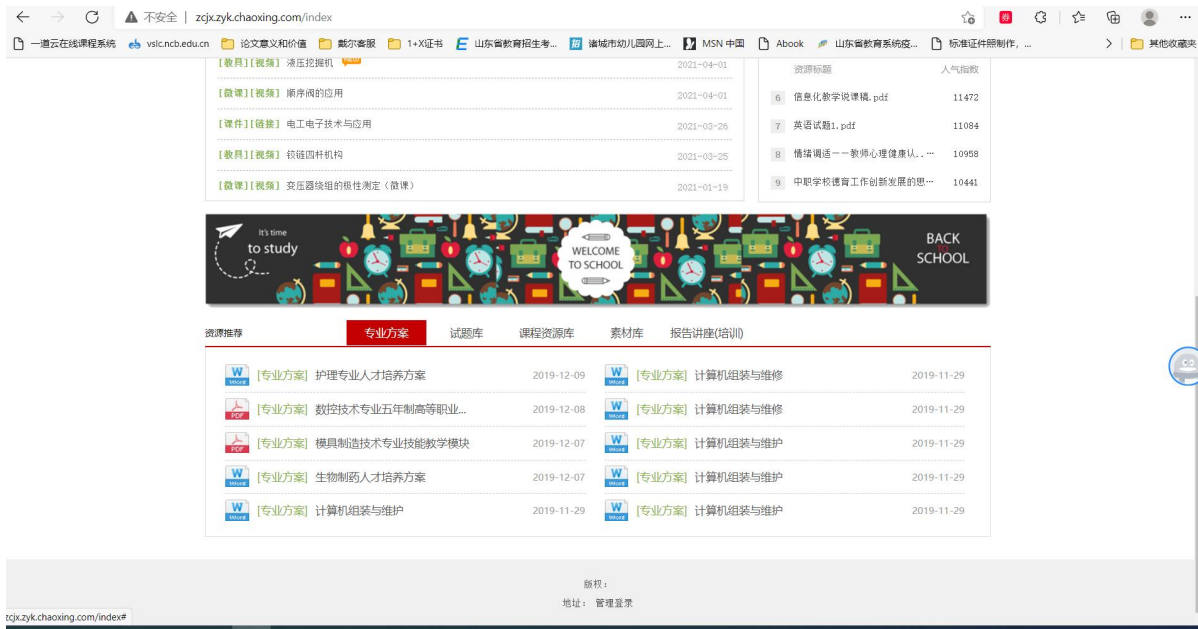 不安全 | zcjx.zyk.chaoxing.com/index
一道云在线课程系统 vslc.ncb.edu.cn 论文意义和价值 戴尔客服 1+X证书 山东省教育招生考... 诸城市幼儿园网上... MSN 中国 Abook 山东省教育系统疫... 标准证件照制作，... 其他收藏夹
[教具][视频] 液压挖掘机 2021-04-01
[微课][视频] 顺序阀的应用 2021-04-01
[课件][链接] 电工电子技术与应用 2021-03-26
[教具][视频] 铰链四杆机构 2021-03-25
[微课][视频] 变压器绕组的极性测定（微课） 2021-01-19
资源标题 人气指数
6 信息化教学说课稿.pdf 11472
7 英语试题1.pdf 11084
8 情绪调适——教师心理健康认..… 10958
9 中职学校德育工作创新发展的思… 10441
It's time
to study
WELCOME
TO SCHOOL
BACK
TO
SCHOOL
资源推荐 专业方案 试题库 课程资源库 素材库 报告讲座(培训)
[专业方案] 护理专业人才培养方案 2019-12-09 [专业方案] 计算机组装与维修 2019-11-29
[专业方案] 数控技术专业五年制高等职业... 2019-12-08 [专业方案] 计算机组装与维修 2019-11-29
[专业方案] 模具制造技术专业技能教学模块 2019-12-07 [专业方案] 计算机组装与维护 2019-11-29
[专业方案] 生物制药人才培养方案 2019-12-07 [专业方案] 计算机组装与维护 2019-11-29
[专业方案] 计算机组装与维护 2019-11-29 [专业方案] 计算机组装与维护 2019-11-29
版权：
地址： 管理登录
zcjx.zyk.chaoxing.com/index#